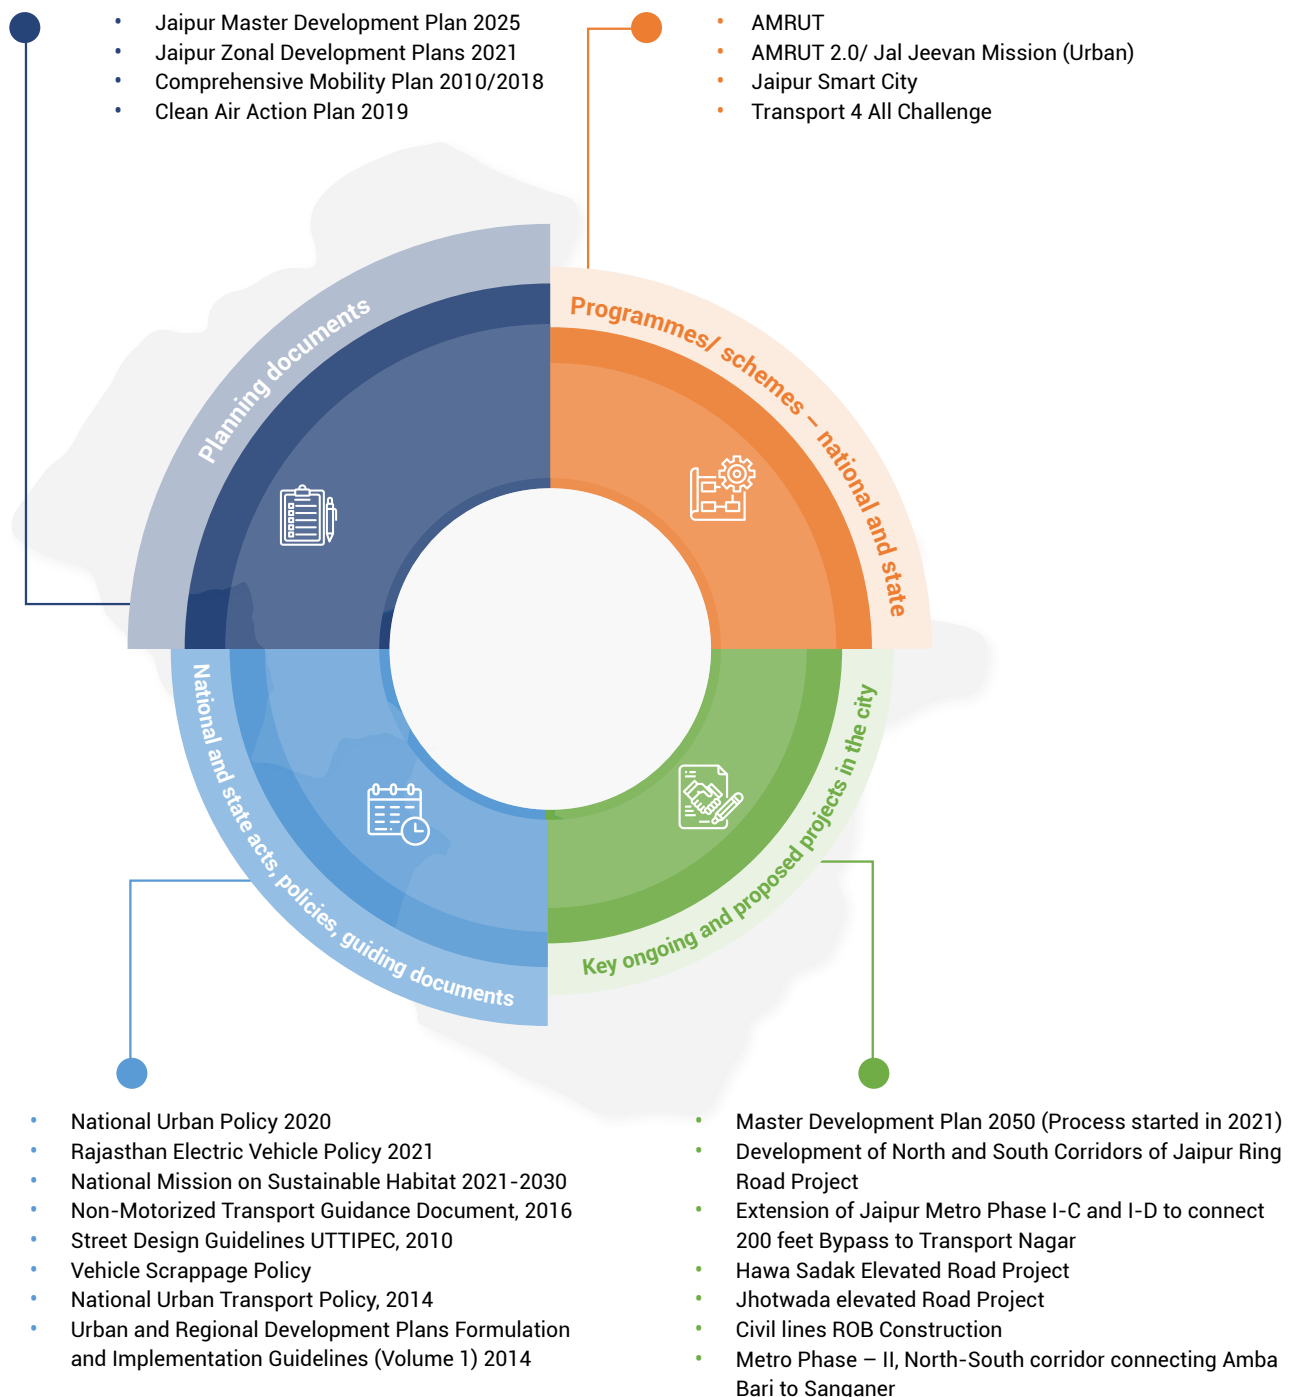 Jaipur Master Development Plan 2025
Jaipur Zonal Development Plans 2021
Comprehensive Mobility Plan 2010/2018
Clean Air Action Plan 2019
AMRUT
AMRUT 2.0/ Jal Jeevan Mission (Urban)
Jaipur Smart City
Transport 4 All Challenge
Planning documents
Programmes/ schemes – national and state
National and state acts, policies, guiding documents
Key ongoing and proposed projects in the city
National Urban Policy 2020
Rajasthan Electric Vehicle Policy 2021
National Mission on Sustainable Habitat 2021-2030
Non-Motorized Transport Guidance Document, 2016
Street Design Guidelines UTTIPEC, 2010
Vehicle Scrappage Policy
National Urban Transport Policy, 2014
Urban and Regional Development Plans Formulation
and Implementation Guidelines (Volume 1) 2014
Master Development Plan 2050 (Process started in 2021)
Development of North and South Corridors of Jaipur Ring
Road Project
Extension of Jaipur Metro Phase I-C and I-D to connect
200 feet Bypass to Transport Nagar
Hawa Sadak Elevated Road Project
Jhotwada elevated Road Project
Civil lines ROB Construction
Metro Phase – II, North-South corridor connecting Amba
Bari to Sanganer